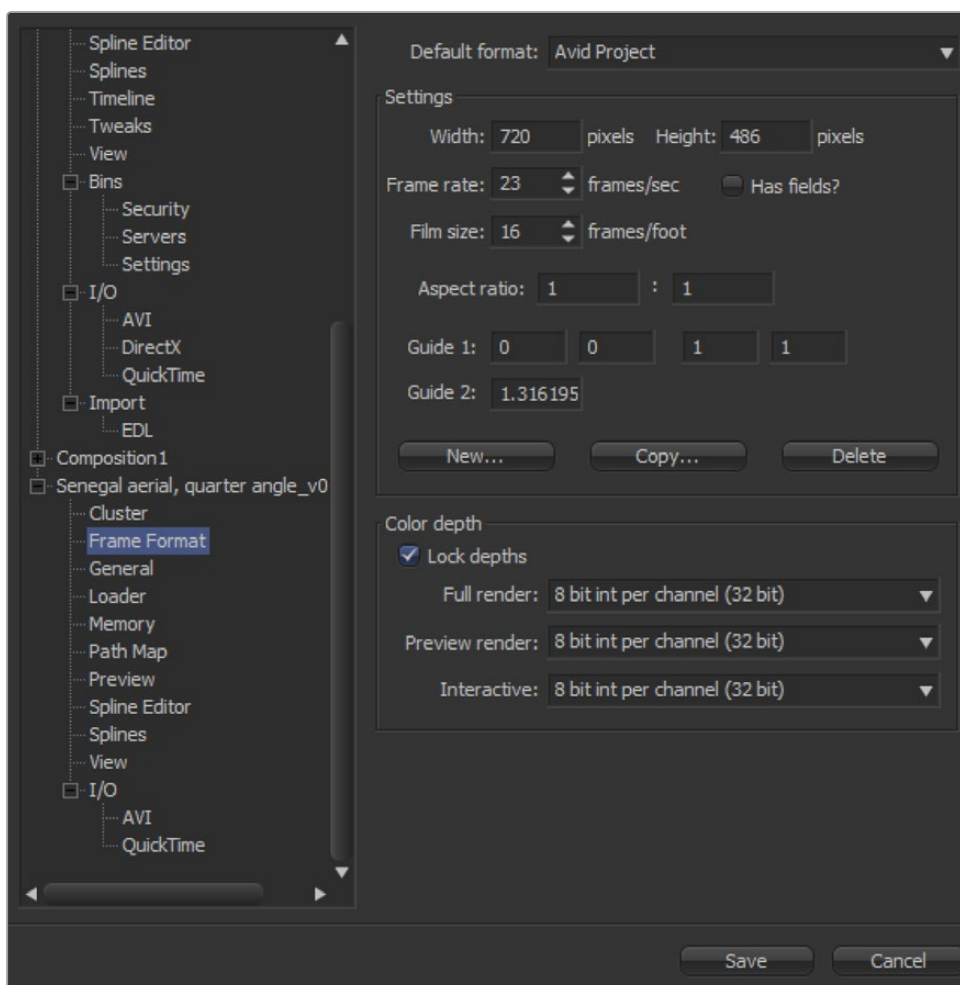 Spline Editor
Splines
Timeline
Tweaks
View
Bins
Security
Servers
Settings
I/O
AVI
DirectX
QuickTime
Import
EDL
Composition1
Senegal aerial, quarter angle_v0
Cluster
Frame Format
General
Loader
Memory
Path Map
Preview
Spline Editor
Splines
View
I/O
AVI
QuickTime
Default format: Avid Project
Settings
Width: 720 pixels Height: 486 pixels
Frame rate: 23 frames/sec Has fields?
Film size: 16 frames/foot
Aspect ratio: 1 : 1
Guide 1: 0 0 1 1
Guide 2: 1.316195
New... Copy... Delete
Color depth
Lock depths
Full render: 8 bit int per channel (32 bit)
Preview render: 8 bit int per channel (32 bit)
Interactive: 8 bit int per channel (32 bit)
Save Cancel